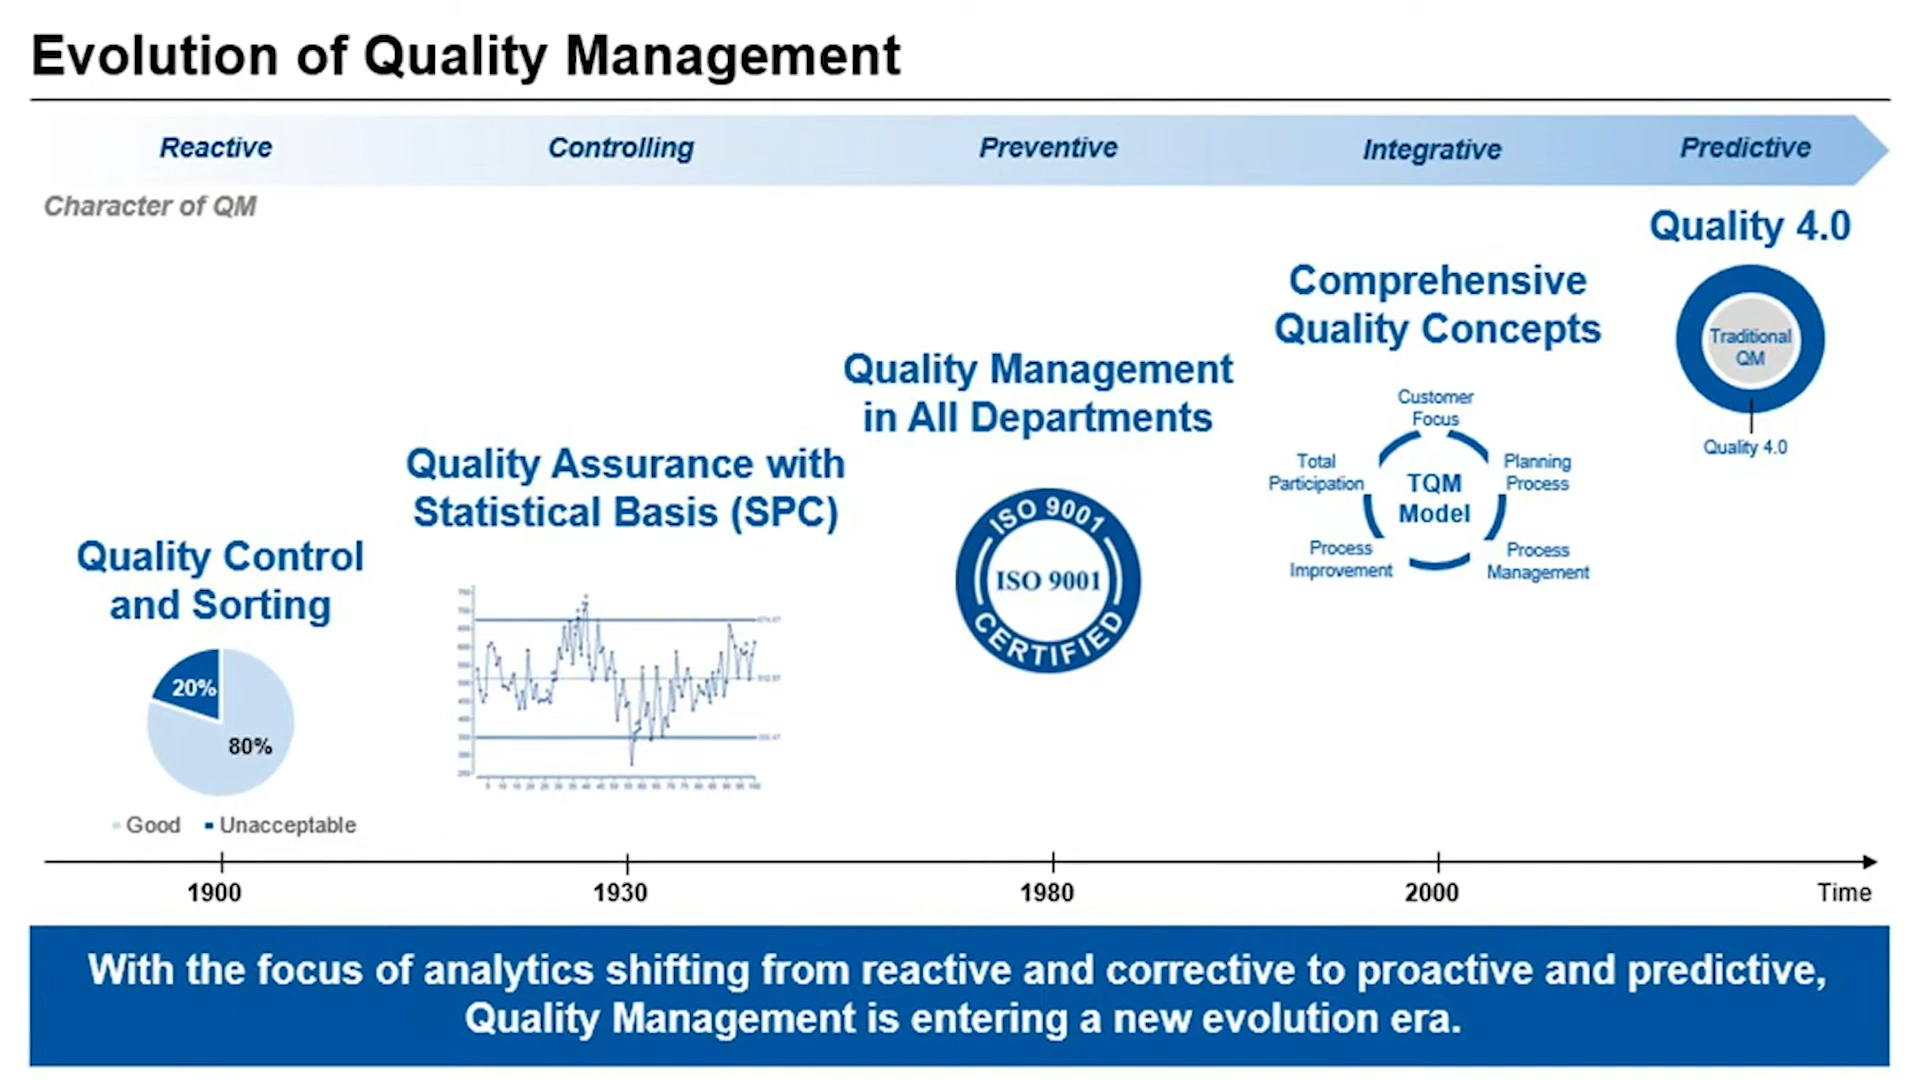 Evolution of Quality Management
Reactive
Controlling
Preventive
Integrative
Predictive
Character of QM
Quality Control
and Sorting
20%
80%
Good
Unacceptable
Quality Assurance with
Statistical Basis (SPC)
Quality Management
in All Departments
ISO 9001
ISO 9001
CERTIFIED
Comprehensive
Quality Concepts
Customer
Focus
Total
Participation
Planning
Process
TQM
Model
Process
Improvement
Process
Management
Quality 4.0
Traditional
QM
Quality 4.0
1900
1930
1980
2000
Time
With the focus of analytics shifting from reactive and corrective to proactive and predictive,
Quality Management is entering a new evolution era.